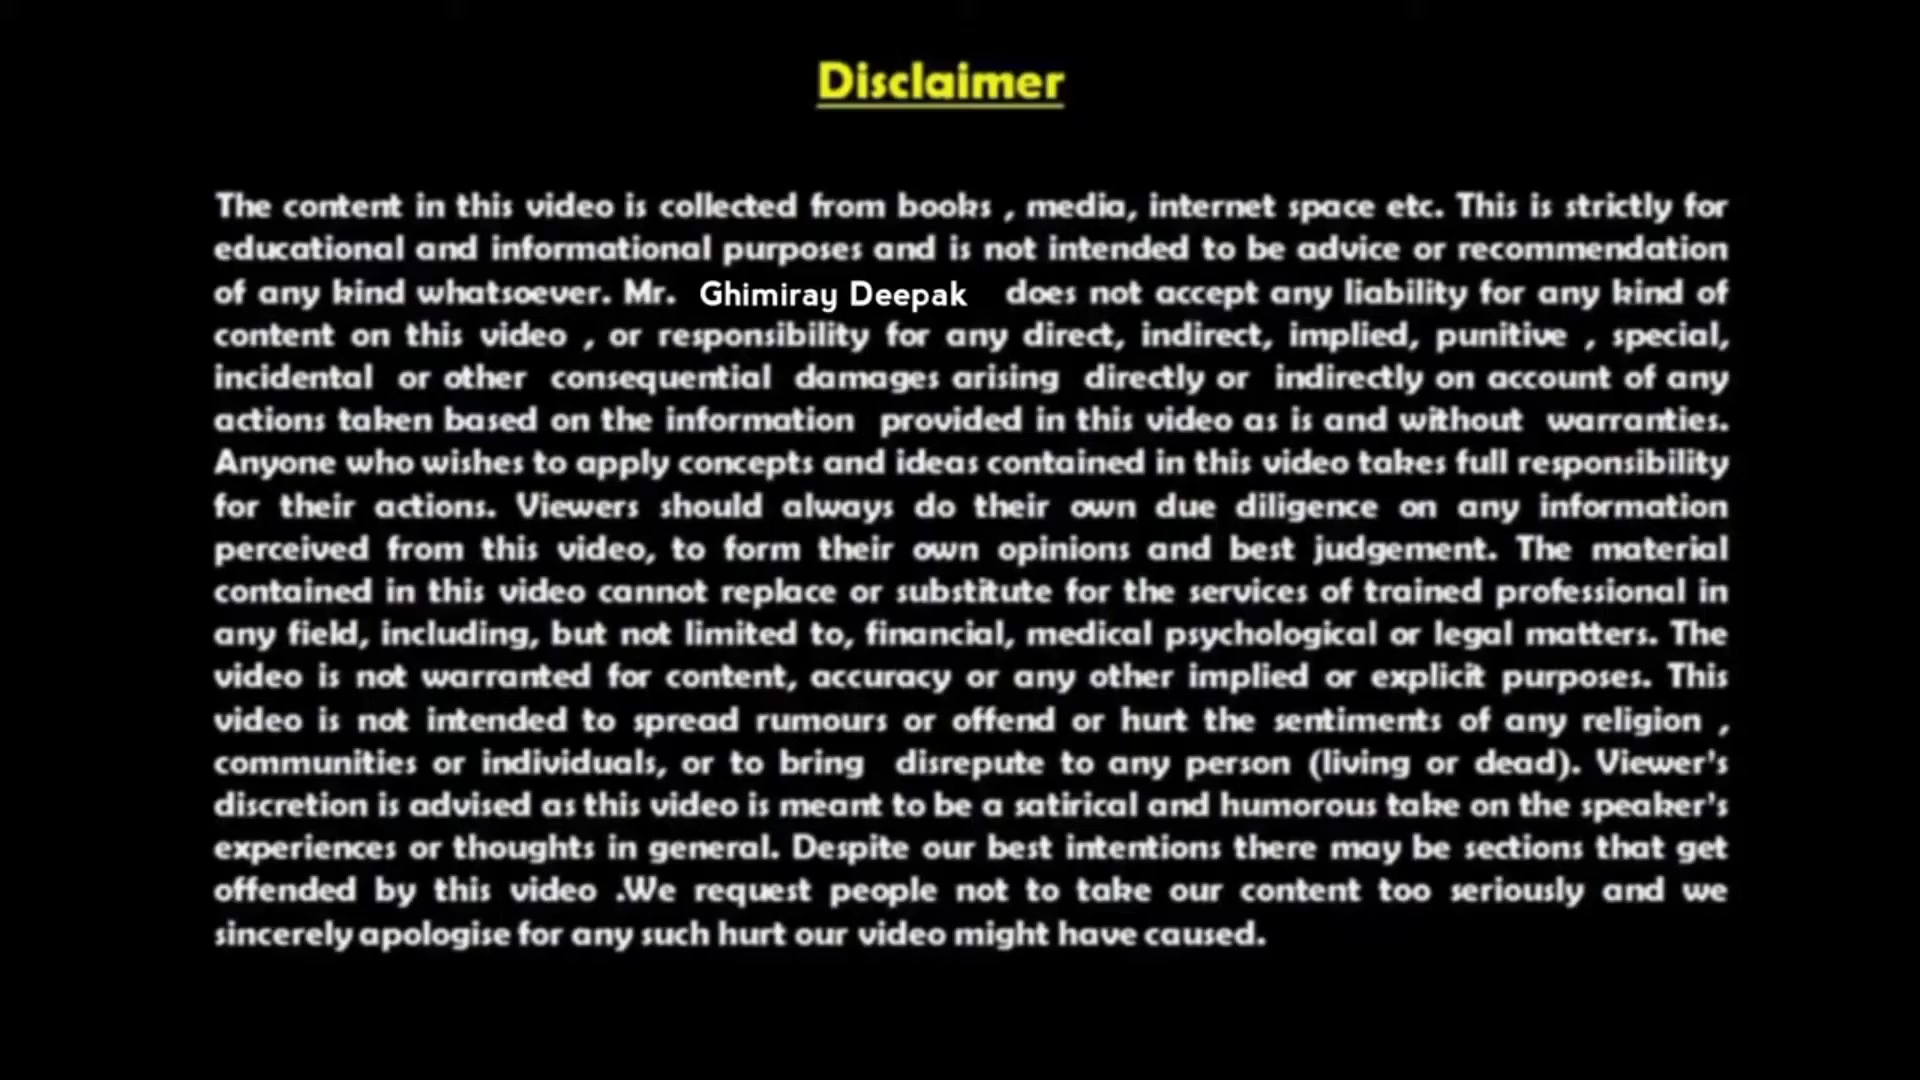 Disclaimer
The content in this video is collected from books , media, internet space etc. This is strictly for
educational and informational purposes and is not intended to be advice or recommendation
of any kind whatsoever. Mr. Ghimiray Deepak does not accept any liability for any kind of
content on this video , or responsibility for any direct, indirect, implied, punitive , special,
incidental or other consequential damages arising directly or indirectly on account of any
actions taken based on the information provided in this video as is and without warranties.
Anyone who wishes to apply concepts and ideas contained in this video takes full responsibility
for their actions. Viewers should always do their own due diligence on any information
perceived from this video, to form their own opinions and best judgement. The material
contained in this video cannot replace or substitute for the services of trained professional in
any field, including, but not limited to, financial, medical psychological or legal matters. The
video is not warranted for content, accuracy or any other implied or explicit purposes. This
video is not intended to spread rumours or offend or hurt the sentiments of any religion ,
communities or individuals, or to bring disrepute to any person (living or dead). Viewer's
discretion is advised as this video is meant to be a satirical and humorous take on the speaker's
experiences or thoughts in general. Despite our best intentions there may be sections that get
offended by this video .We request people not to take our content too seriously and we
sincerely apologise for any such hurt our video might have caused.